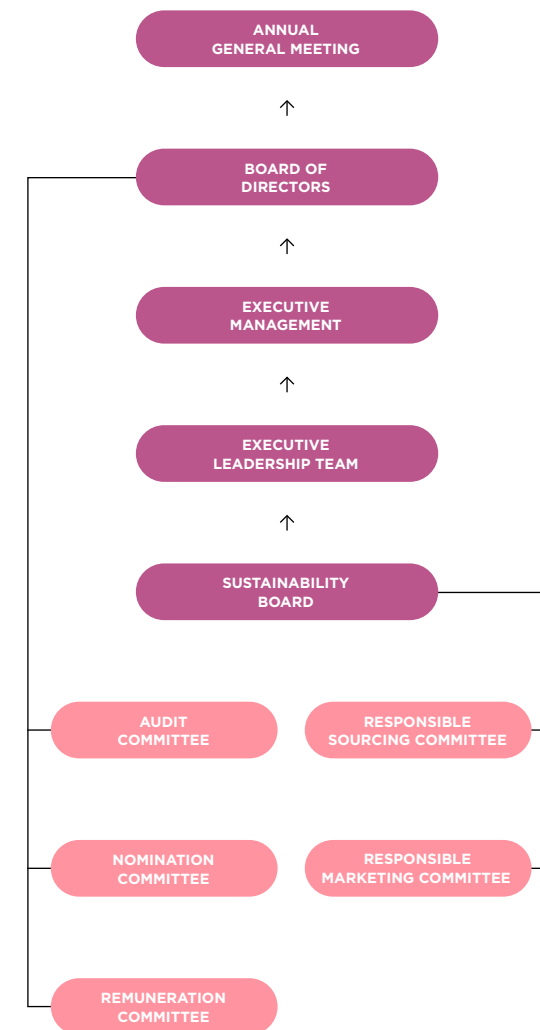 ANNUAL
GENERAL MEETING
BOARD OF
DIRECTORS
EXECUTIVE
MANAGEMENT
EXECUTIVE
LEADERSHIP TEAM
SUSTAINABILITY
BOARD
AUDIT
COMMITTEE
RESPONSIBLE
SOURCING COMMITTEE
NOMINATION
COMMITTEE
RESPONSIBLE
MARKETING COMMITTEE
REMUNERATION
COMMITTEE